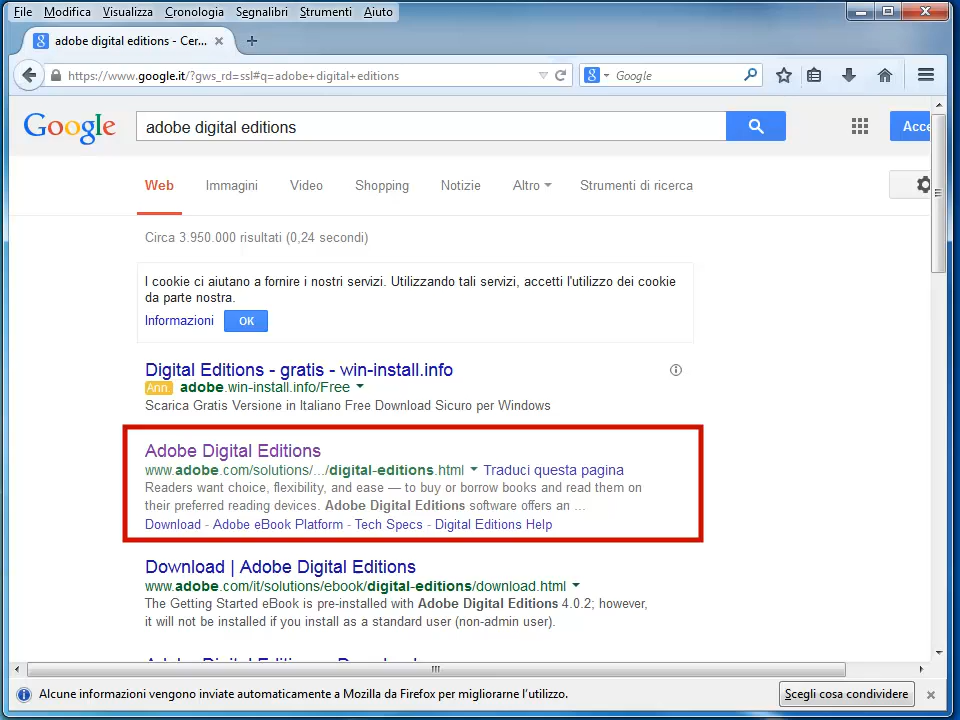 File Modifica Visualizza Cronologia Segnalibri Strumenti Aiuto
adobe digital editions - Cer...
https://www.google.it/?gws_rd=ssl#q=adobe+digital+editions
Google
Google
adobe digital editions
Acce
Web Immagini Video Shopping Notizie Altro Strumenti di ricerca
Circa 3.950.000 risultati (0,24 secondi)
I cookie ci aiutano a fornire i nostri servizi. Utilizzando tali servizi, accetti l'utilizzo dei cookie
da parte nostra.
Informazioni OK
Digital Editions - gratis - win-install.info
Ann. adobe.win-install.info/Free
Scarica Gratis Versione in Italiano Free Download Sicuro per Windows
Adobe Digital Editions
www.adobe.com/solutions/.../digital-editions.html Traduci questa pagina
Readers want choice, flexibility, and ease — to buy or borrow books and read them on
their preferred reading devices. Adobe Digital Editions software offers an ...
Download - Adobe eBook Platform - Tech Specs - Digital Editions Help
Download | Adobe Digital Editions
www.adobe.com/it/solutions/ebook/digital-editions/download.html
The Getting Started eBook is pre-installed with Adobe Digital Editions 4.0.2; however,
it will not be installed if you install as a standard user (non-admin user).
Alcune informazioni vengono inviate automaticamente a Mozilla da Firefox per migliorarne l'utilizzo.
Scegli cosa condividere